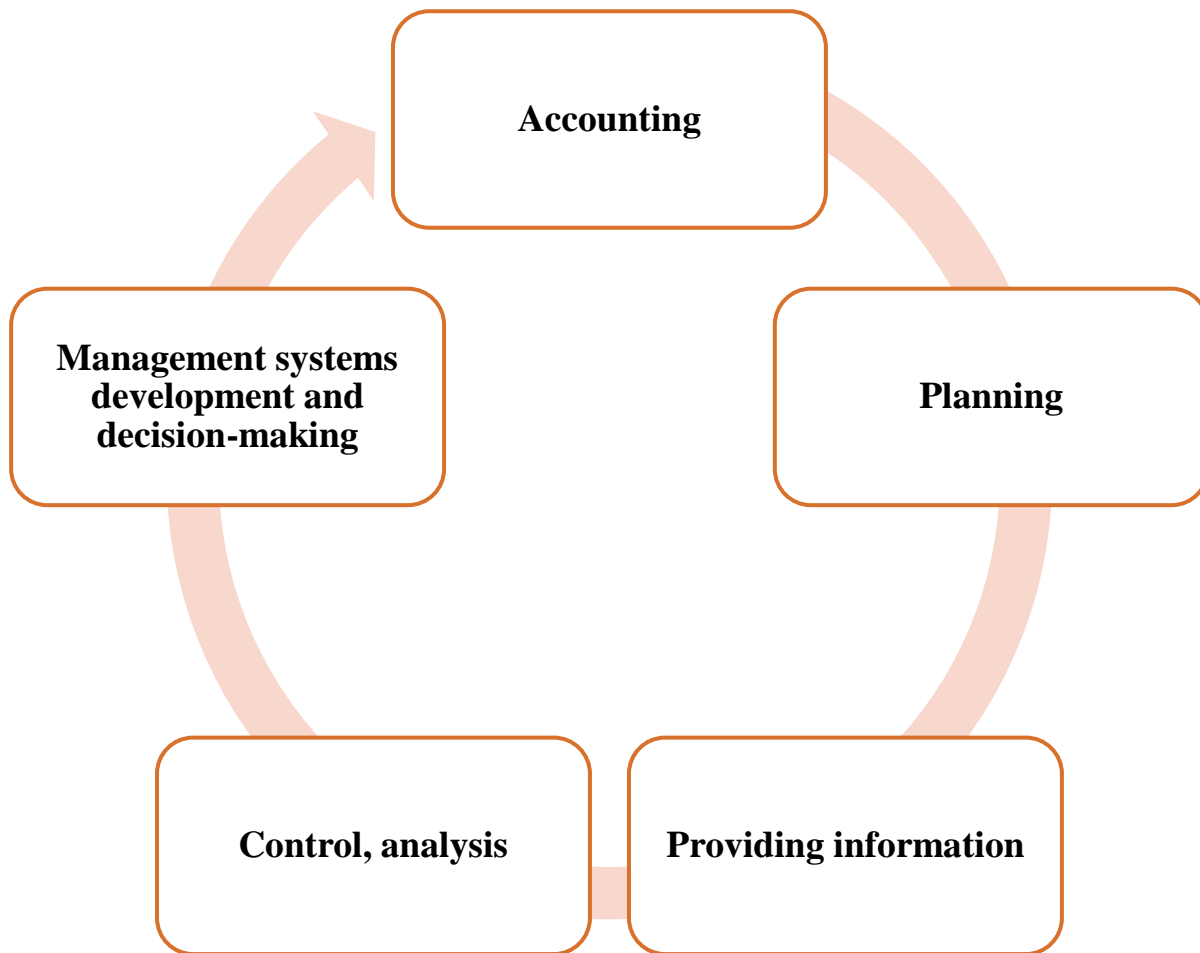 Accounting
Planning
Providing information
Control, analysis
Management systems
development and
decision-making